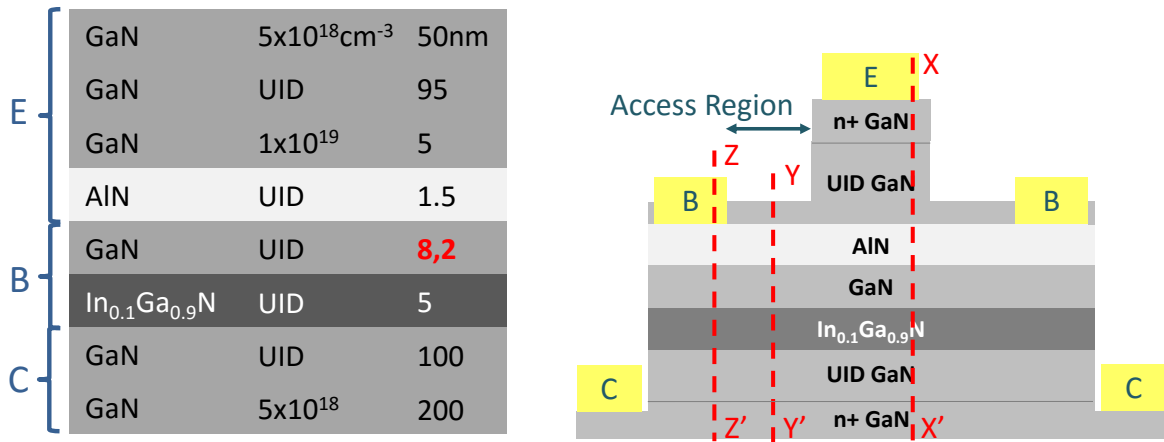 E
GaN 5x10¹⁸cm⁻³ 50nm
GaN UID 95
GaN 1x10¹⁹ 5
AlN UID 1.5
B
GaN UID 8,2
In₀.₁Ga₀.₉N UID 5
C
GaN UID 100
GaN 5x10¹⁸ 200
E X
Access Region
n+ GaN
Z
Y
UID GaN
B B
AlN
GaN
In₀.₁Ga₀.₉N
UID GaN
C C
n+ GaN
Z' Y' X'